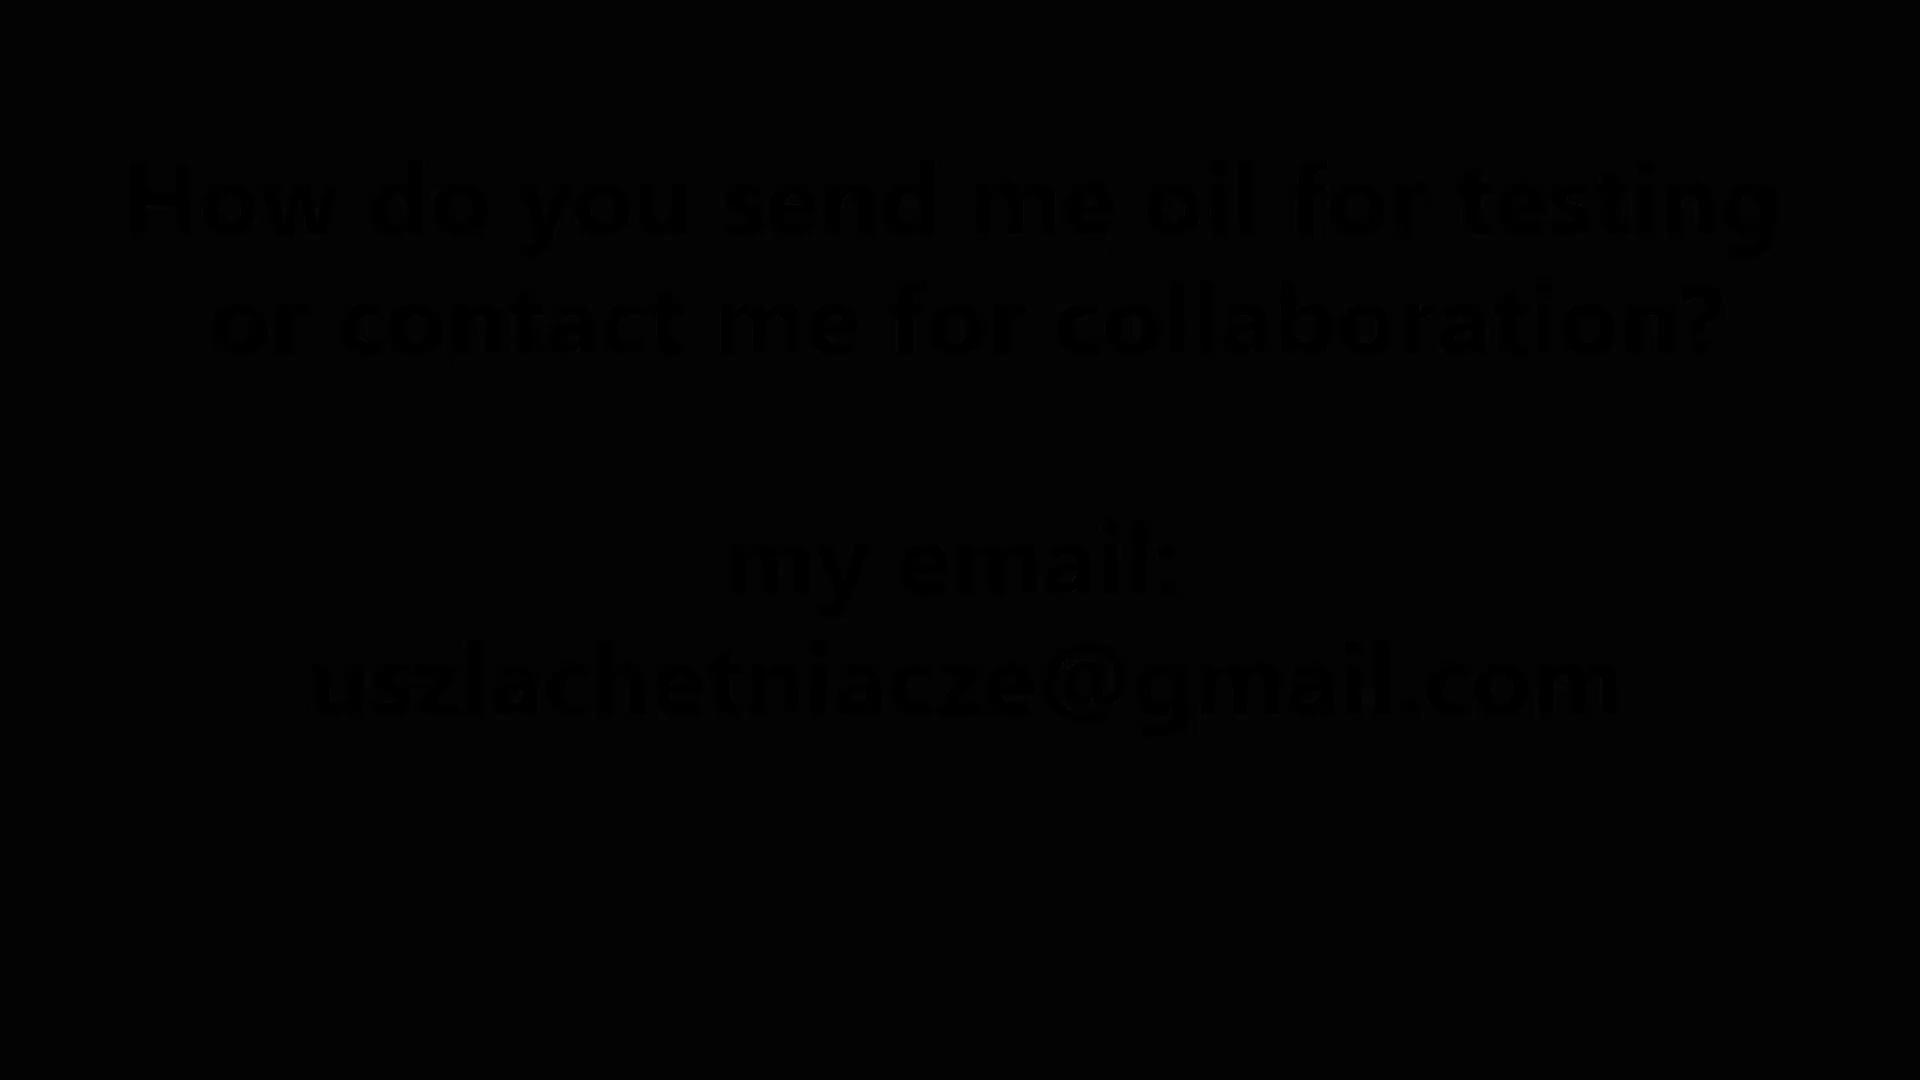 How do you send me oil for testing
or contact me for collaboration?
my email:
uszlachetniacze@gmail.com